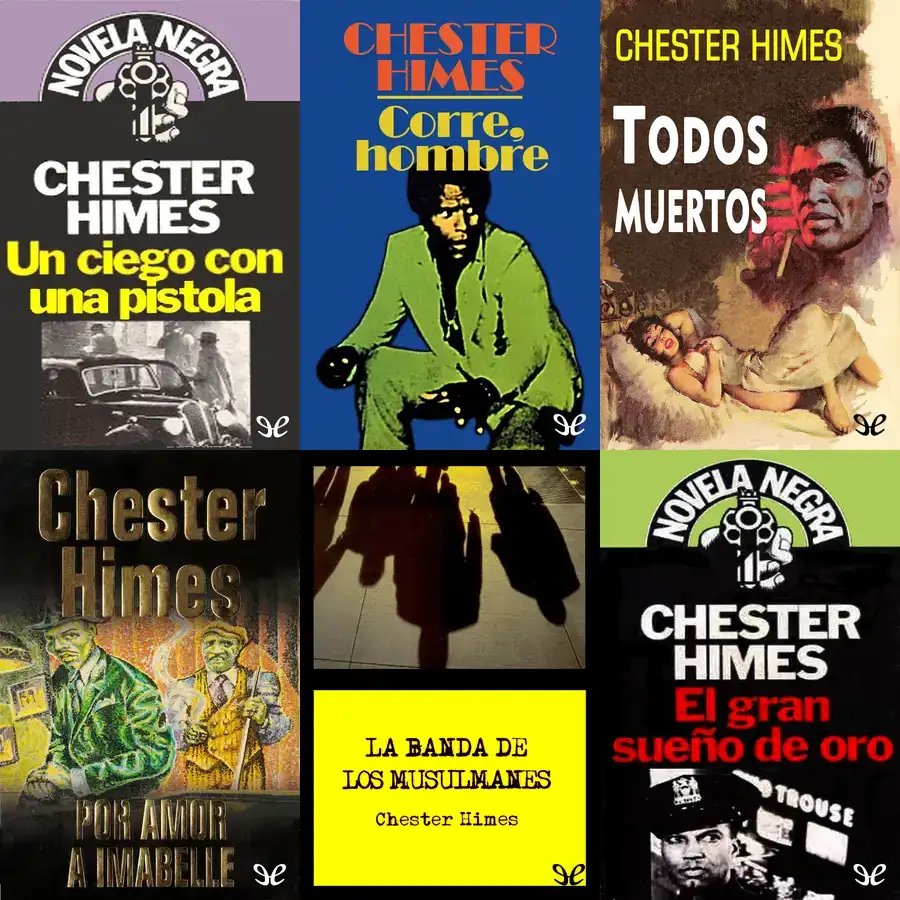 NOVELA NEGRA
CHESTER
HIMES
Un ciego con
una pistola
CHESTER
HIMES
Corre,
hombre
CHESTER HIMES
TODOS
MUERTOS
Chester
Himes
POR AMOR
A IMABELLE
LA BANDA DE
LOS MUSULMANES
Chester Himes
NOVELA NEGRA
CHESTER
HIMES
El gran
sueño de oro
TROUSE